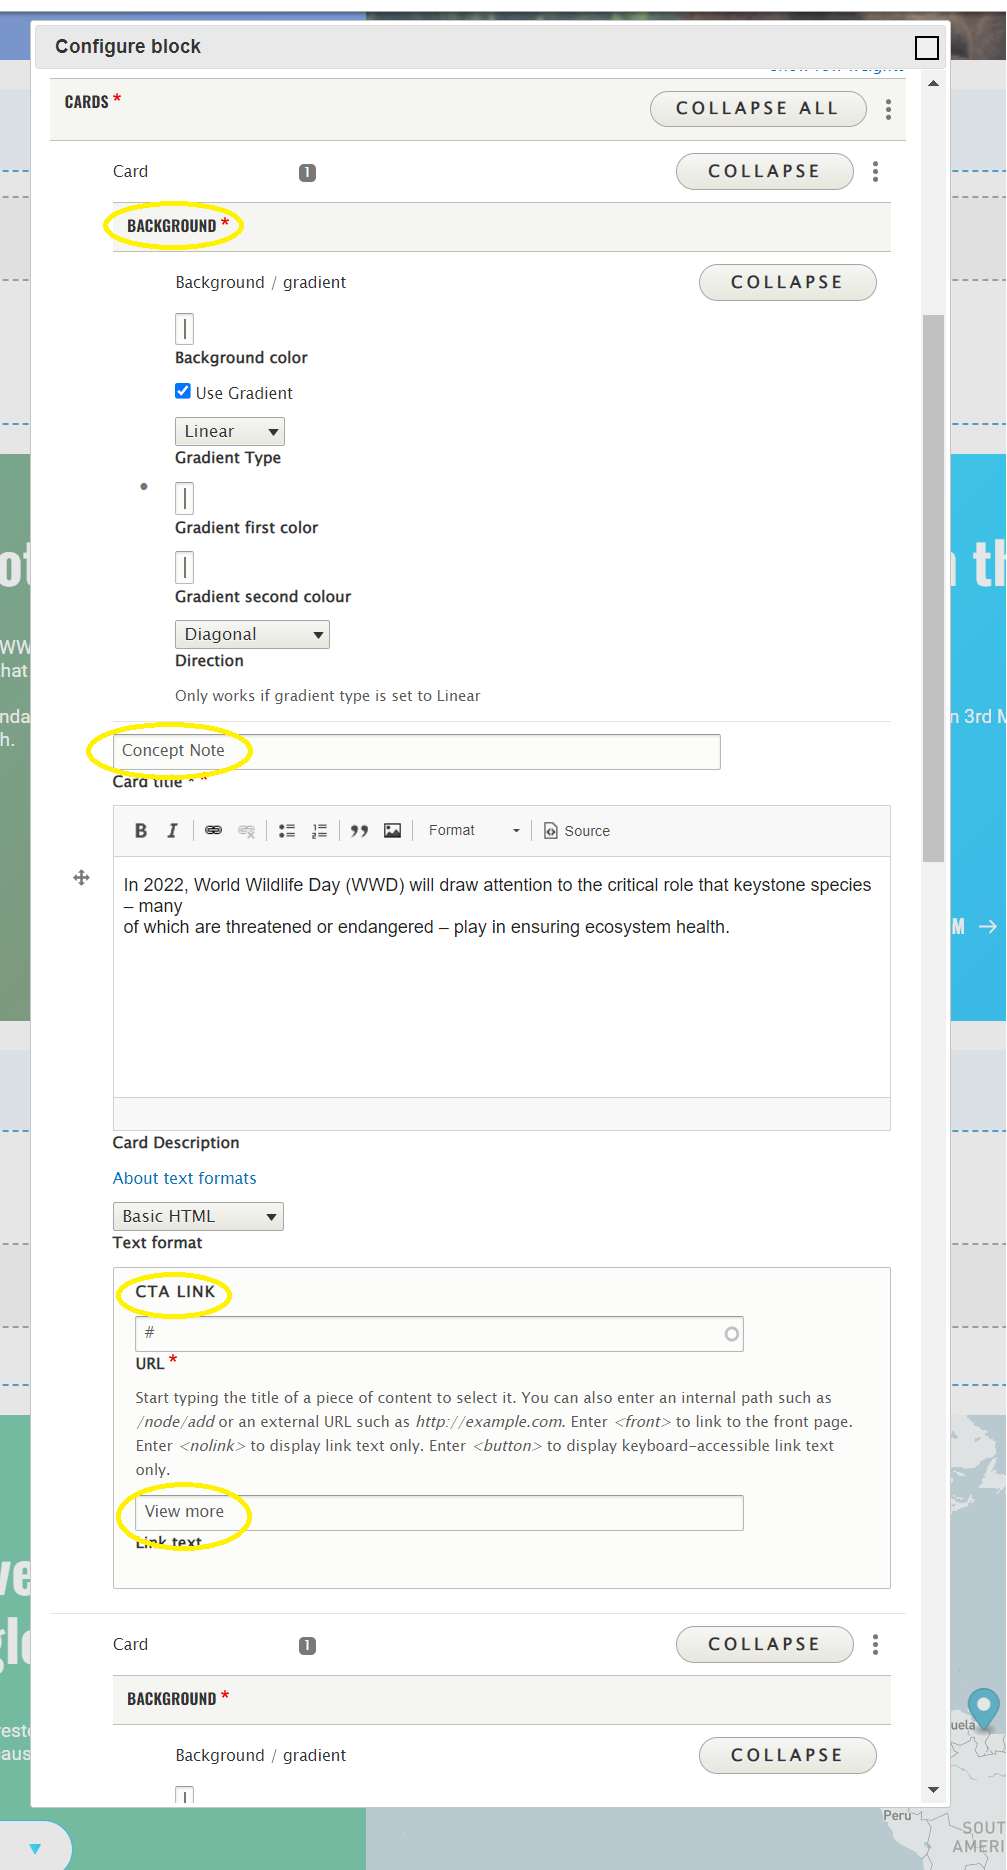 Configure block
CARDS *
COLLAPSE ALL
Card 1 COLLAPSE
BACKGROUND *
Background / gradient COLLAPSE
Background color
Use Gradient
Linear
Gradient Type
Gradient first color
Gradient second colour
Diagonal
Direction
Only works if gradient type is set to Linear
Concept Note
Card title * *
B I Format Source
In 2022, World Wildlife Day (WWD) will draw attention to the critical role that keystone species
– many
of which are threatened or endangered – play in ensuring ecosystem health.
Card Description
About text formats
Basic HTML
Text format
CTA LINK
#
URL *
Start typing the title of a piece of content to select it. You can also enter an internal path such as
/node/add or an external URL such as http://example.com. Enter <front> to link to the front page.
Enter <nolink> to display link text only. Enter <button> to display keyboard-accessible link text
only.
View more
Link text
Card 1 COLLAPSE
BACKGROUND *
Background / gradient COLLAPSE
Peru